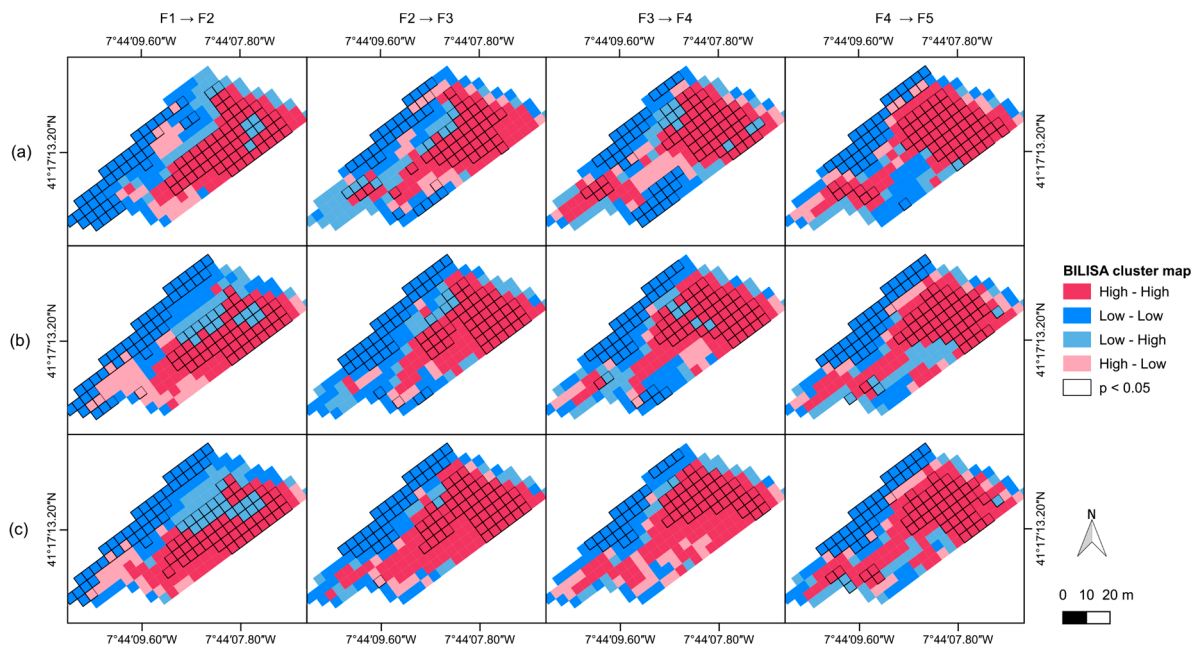 F1 → F2 F2 → F3 F3 → F4 F4 → F5
7°44'09.60"W 7°44'07.80"W 7°44'09.60"W 7°44'07.80"W 7°44'09.60"W 7°44'07.80"W 7°44'09.60"W 7°44'07.80"W
(a) 41°17'13.20"N 41°17'13.20"N
(b) 41°17'13.20"N 41°17'13.20"N
BILISA cluster map
High - High
Low - Low
Low - High
High - Low
p < 0.05
(c) 41°17'13.20"N 41°17'13.20"N
N
0 10 20 m
7°44'09.60"W 7°44'07.80"W 7°44'09.60"W 7°44'07.80"W 7°44'09.60"W 7°44'07.80"W 7°44'09.60"W 7°44'07.80"W